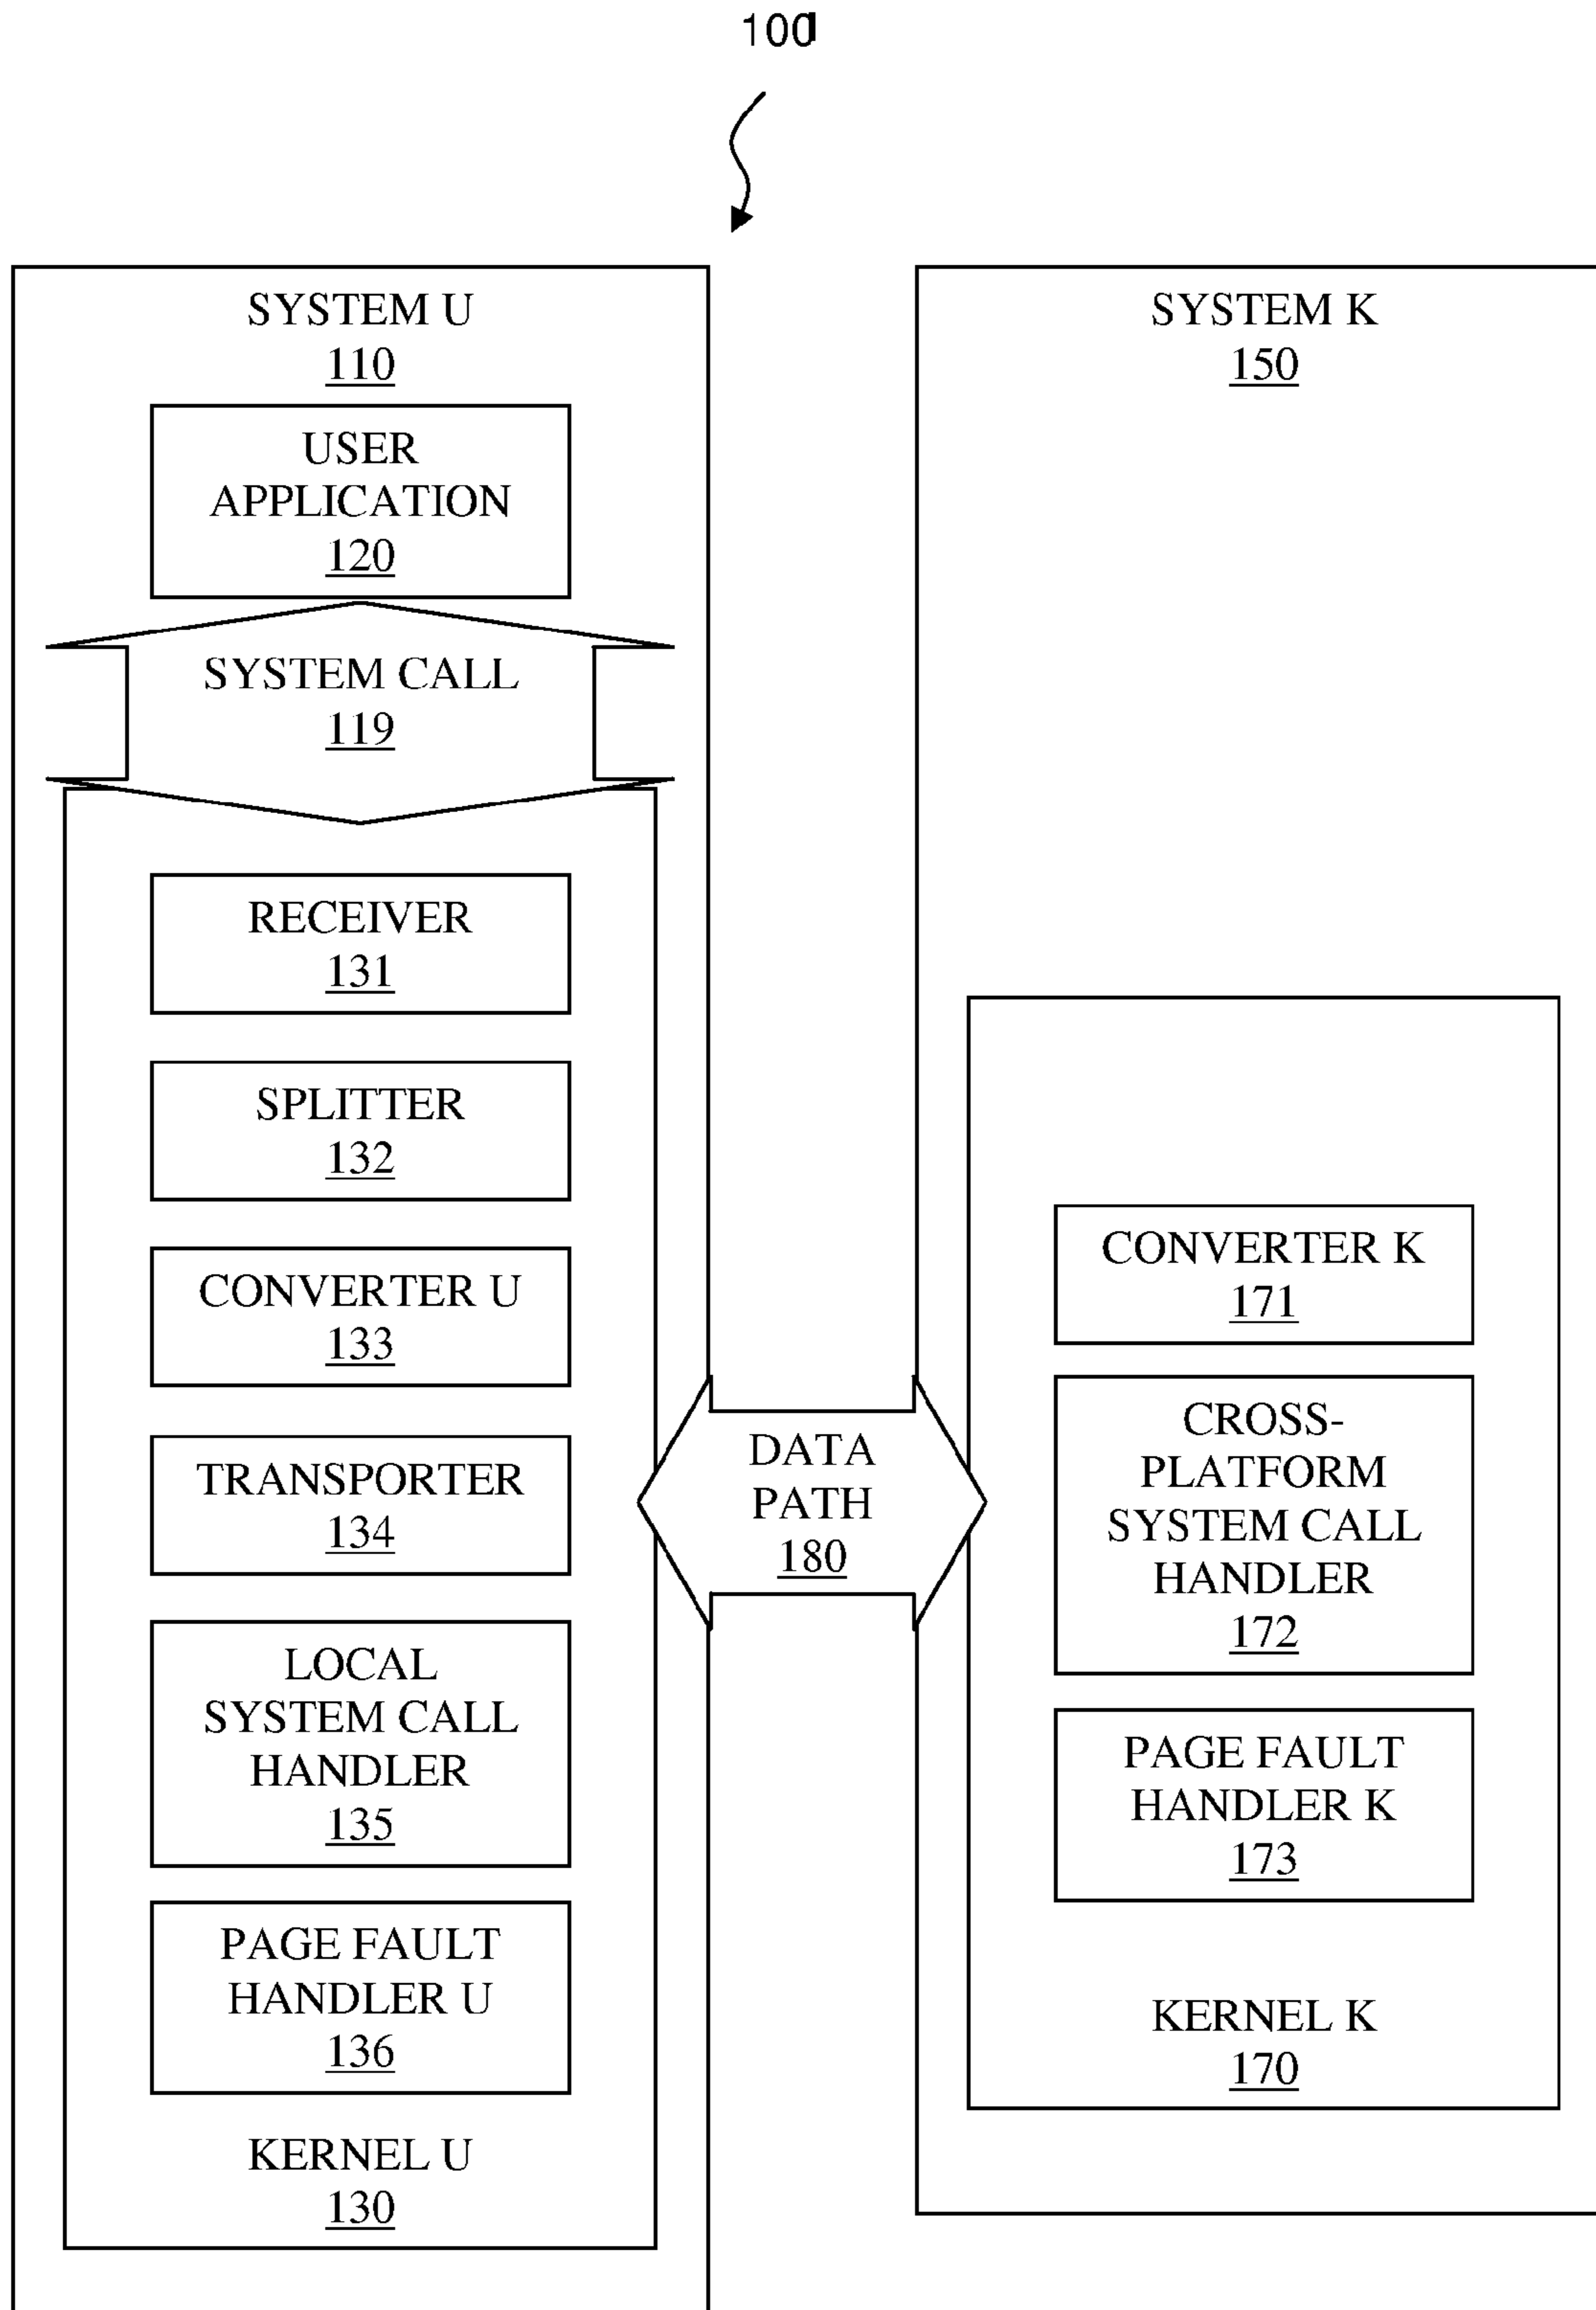 100
SYSTEM U
110
USER
APPLICATION
120
SYSTEM CALL
119
RECEIVER
131
SPLITTER
132
CONVERTER U
133
TRANSPORTER
134
LOCAL
SYSTEM CALL
HANDLER
135
PAGE FAULT
HANDLER U
136
KERNEL U
130
DATA
PATH
180
SYSTEM K
150
CONVERTER K
171
CROSS-
PLATFORM
SYSTEM CALL
HANDLER
172
PAGE FAULT
HANDLER K
173
KERNEL K
170